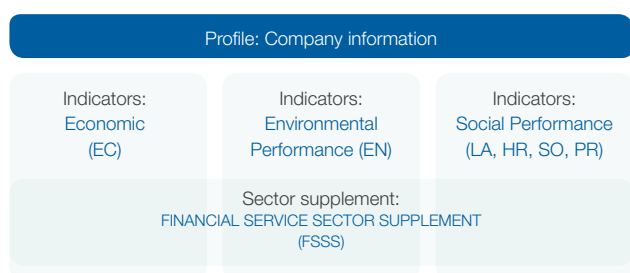 Profile: Company information
Indicators:
Economic
(EC)
Indicators:
Environmental
Performance (EN)
Indicators:
Social Performance
(LA, HR, SO, PR)
Sector supplement:
FINANCIAL SERVICE SECTOR SUPPLEMENT
(FSSS)